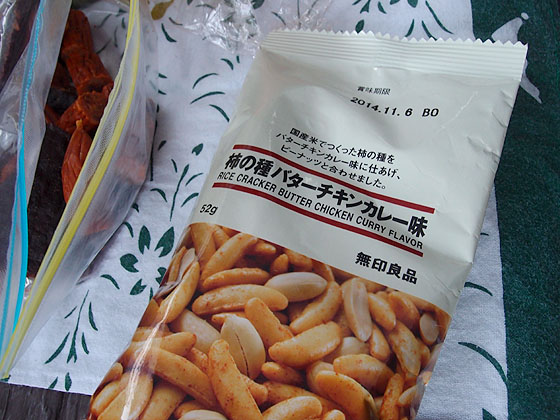 賞味期限
2014.11.6 BO
国産米でつくった柿の種を
バターチキンカレー味に仕あげ、
ピーナッツと合わせました。
柿の種バターチキンカレー味
RICE CRACKER BUTTER CHICKEN CURRY FLAVOR
52g
無印良品